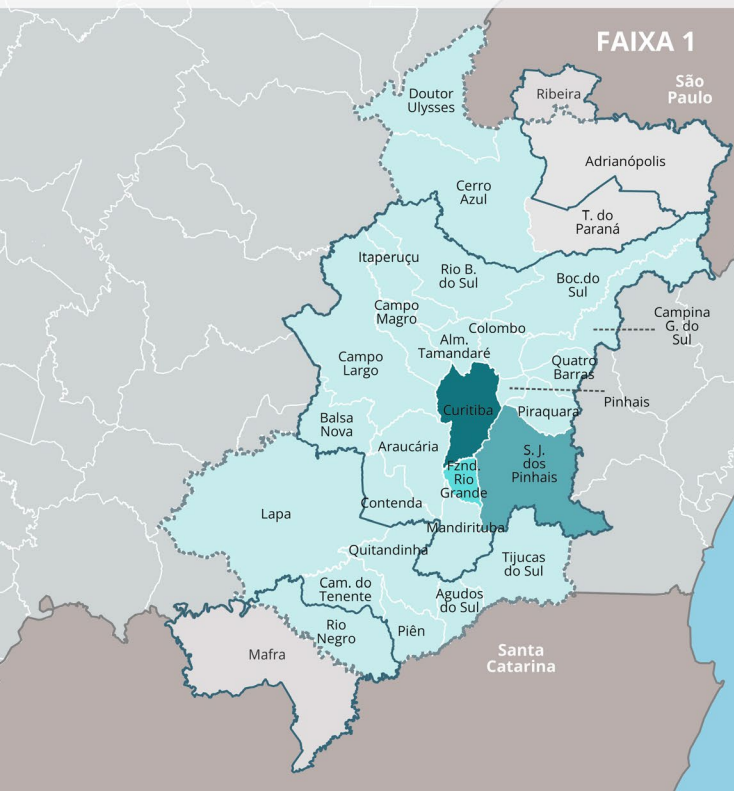 FAIXA 1
São
Paulo
Doutor
Ulysses
Ribeira
Adrianópolis
Cerro
Azul
T. do
Paraná
Itaperuçu
Rio B.
do Sul
Boc.do
Sul
Campo
Magro
Colombo
Campina
G. do
Sul
Alm.
Tamandaré
Campo
Largo
Quatro
Barras
Pinhais
Curitiba
Piraquara
Balsa
Nova
Araucária
S. J.
dos
Pinhais
Fznd.
Rio
Grande
Contenda
Lapa
Mandirituba
Quitandinha
Tijucas
do Sul
Cam. do
Tenente
Agudos
do Sul
Rio
Negro
Piên
Mafra
Santa
Catarina